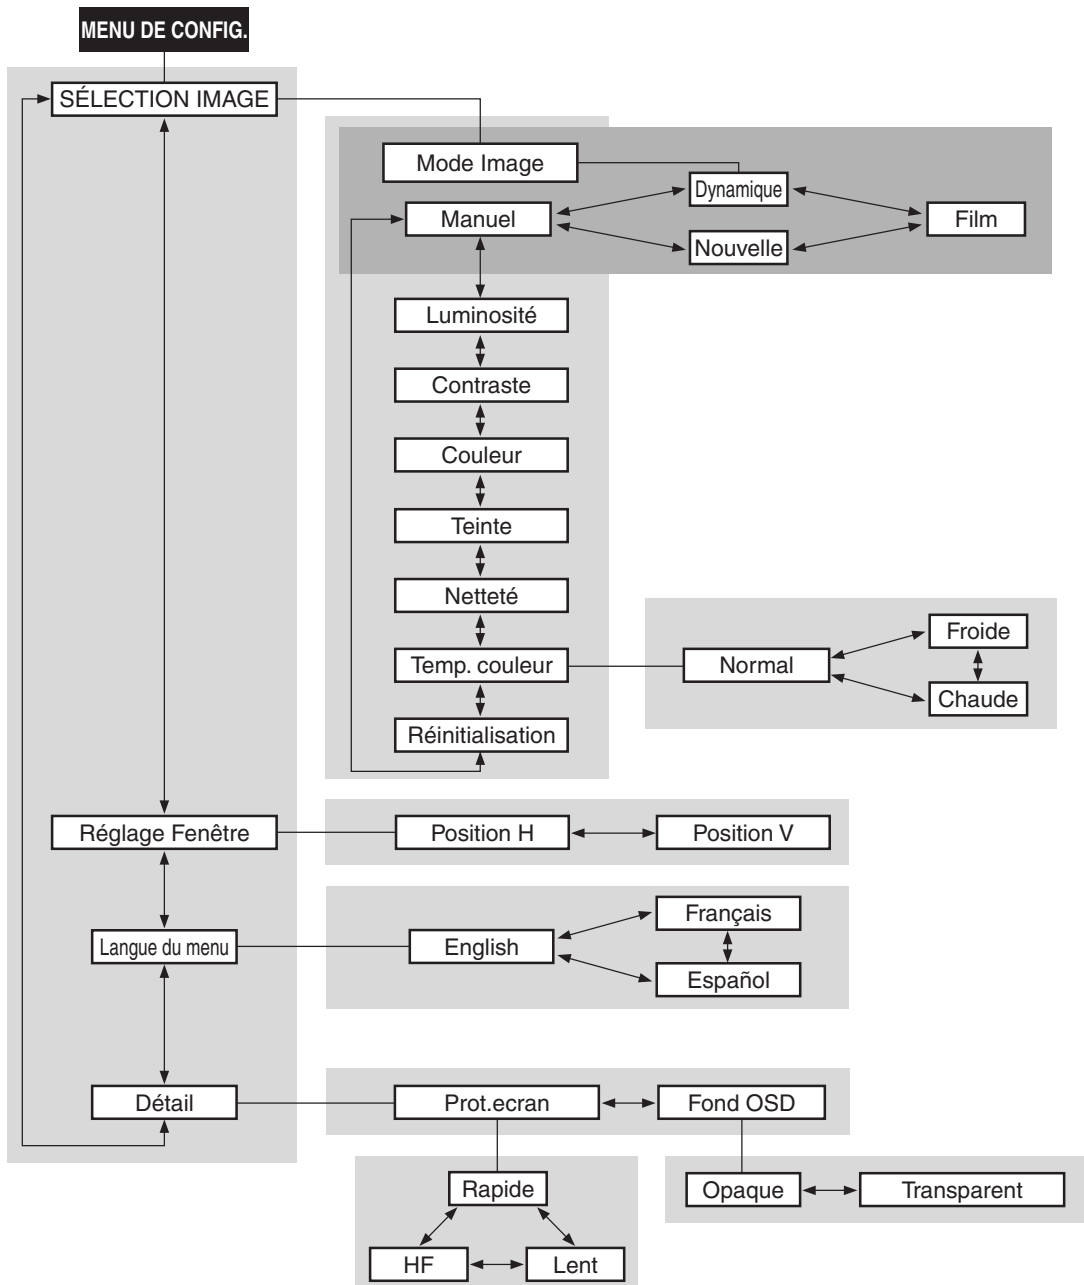 MENU DE CONFIG.
SÉLECTION IMAGE
Mode Image
Dynamique
Manuel
Film
Nouvelle
Luminosité
Contraste
Couleur
Teinte
Netteté
Temp. couleur
Normal
Froide
Chaude
Réinitialisation
Réglage Fenêtre
Position H
Position V
Langue du menu
English
Français
Español
Détail
Prot.ecran
Fond OSD
Rapide
HF
Lent
Opaque
Transparent